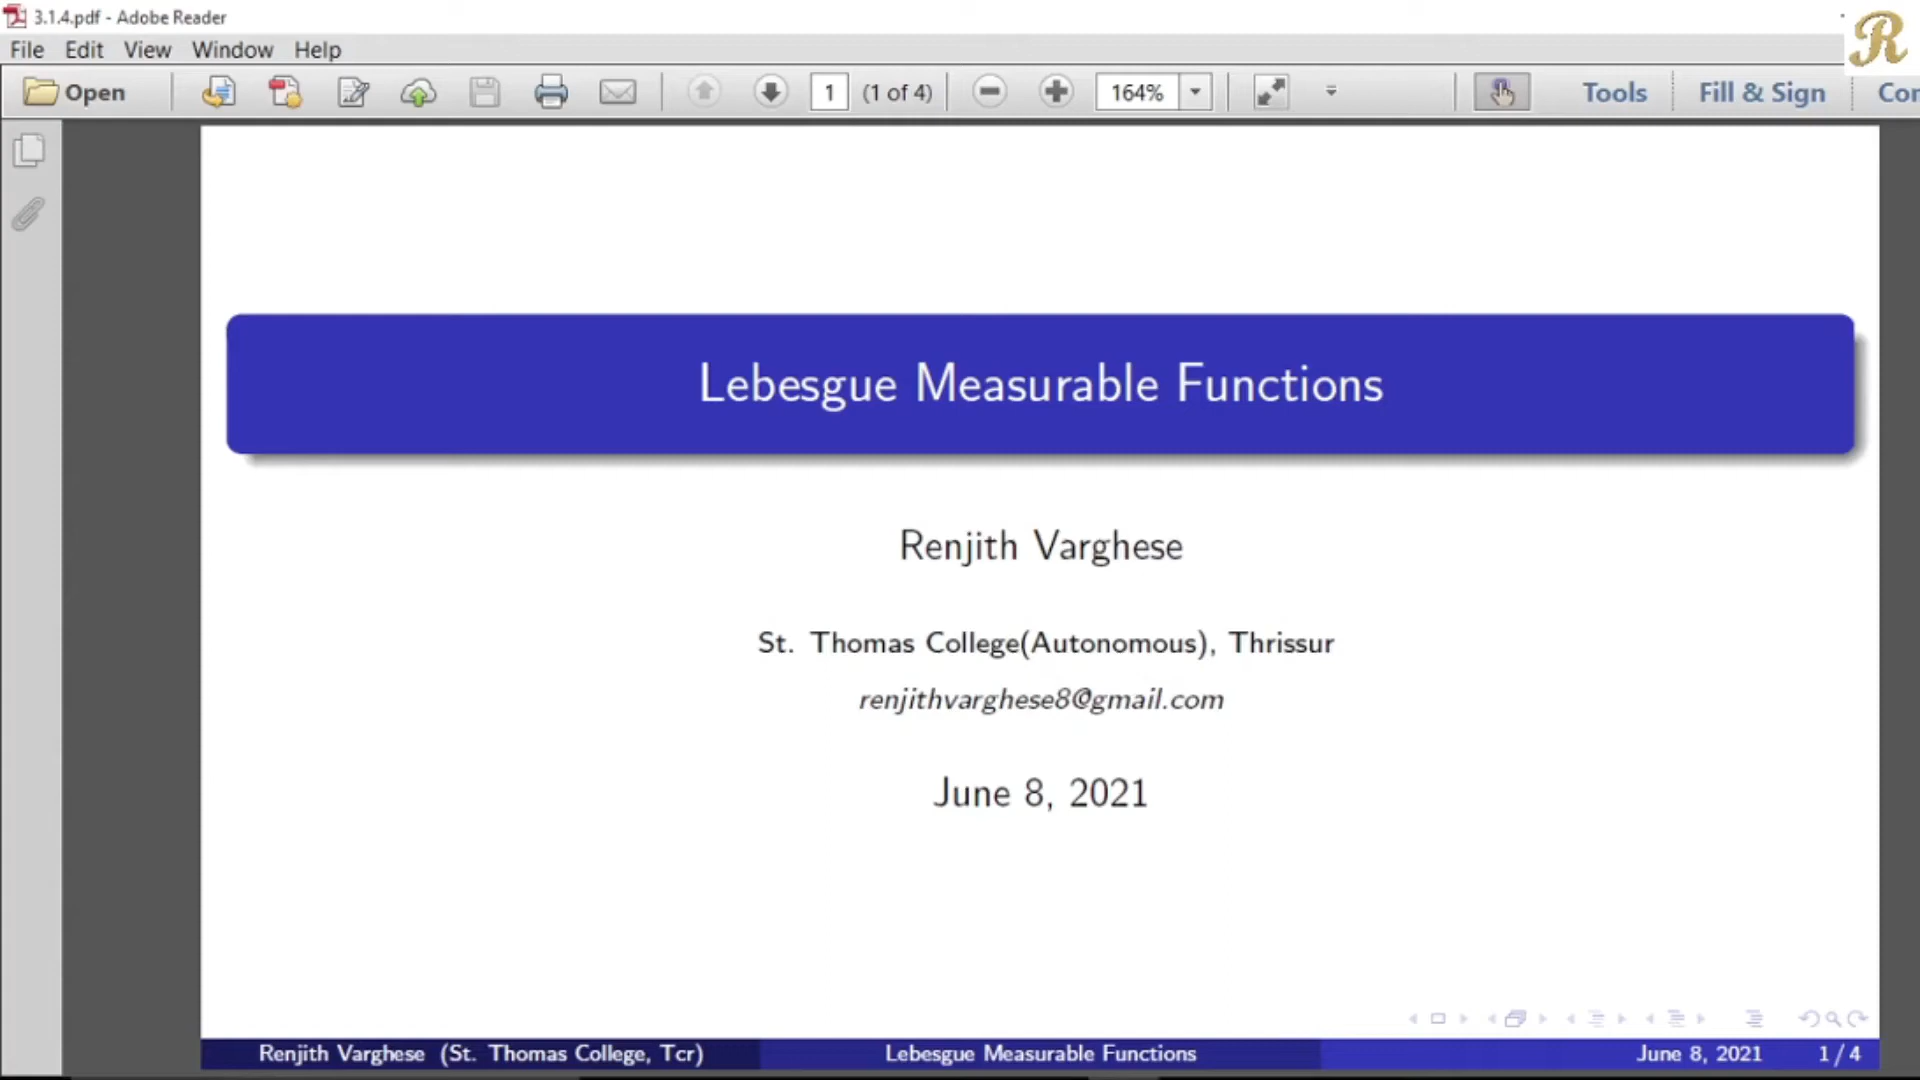 3.1.4.pdf - Adobe Reader
R
File Edit View Window Help
Open 1 (1 of 4) 164% Tools Fill & Sign
Lebesgue Measurable Functions
Renjith Varghese
St. Thomas College(Autonomous), Thrissur
renjithvarghese8@gmail.com
June 8, 2021
Renjith Varghese (St. Thomas College, Tcr) Lebesgue Measurable Functions June 8, 2021 1 / 4